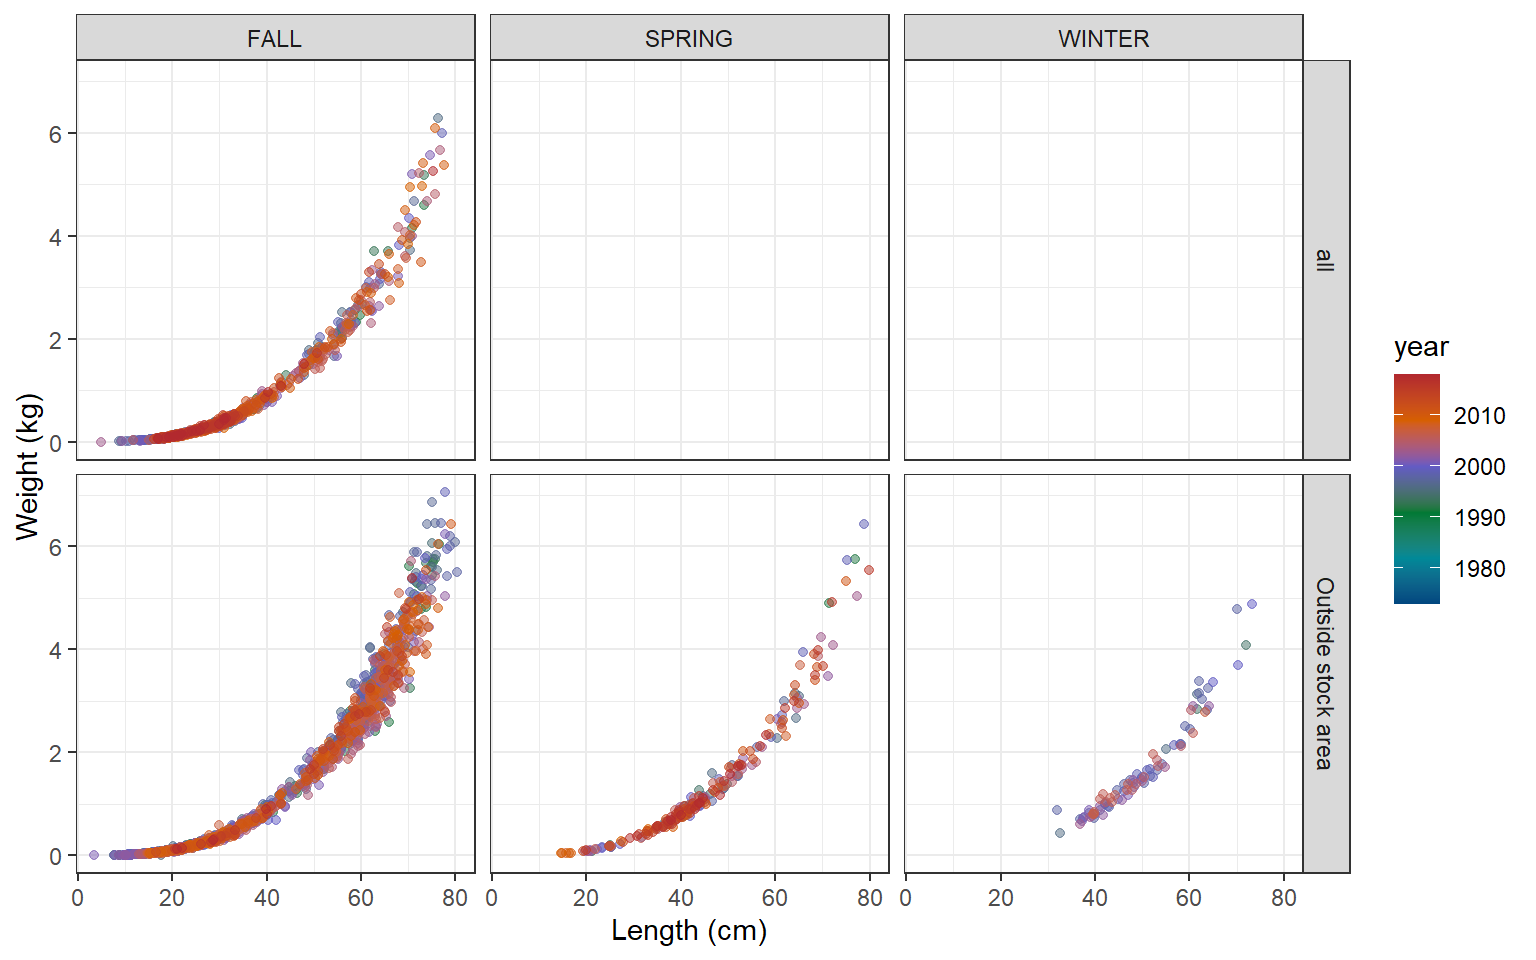 FALL SPRING WINTER
6
4
2
0
all
6
4
2
0
Outside stock area
0 20 40 60 80 0 20 40 60 80 0 20 40 60 80
Length (cm)
Weight (kg)
year
2010
2000
1990
1980